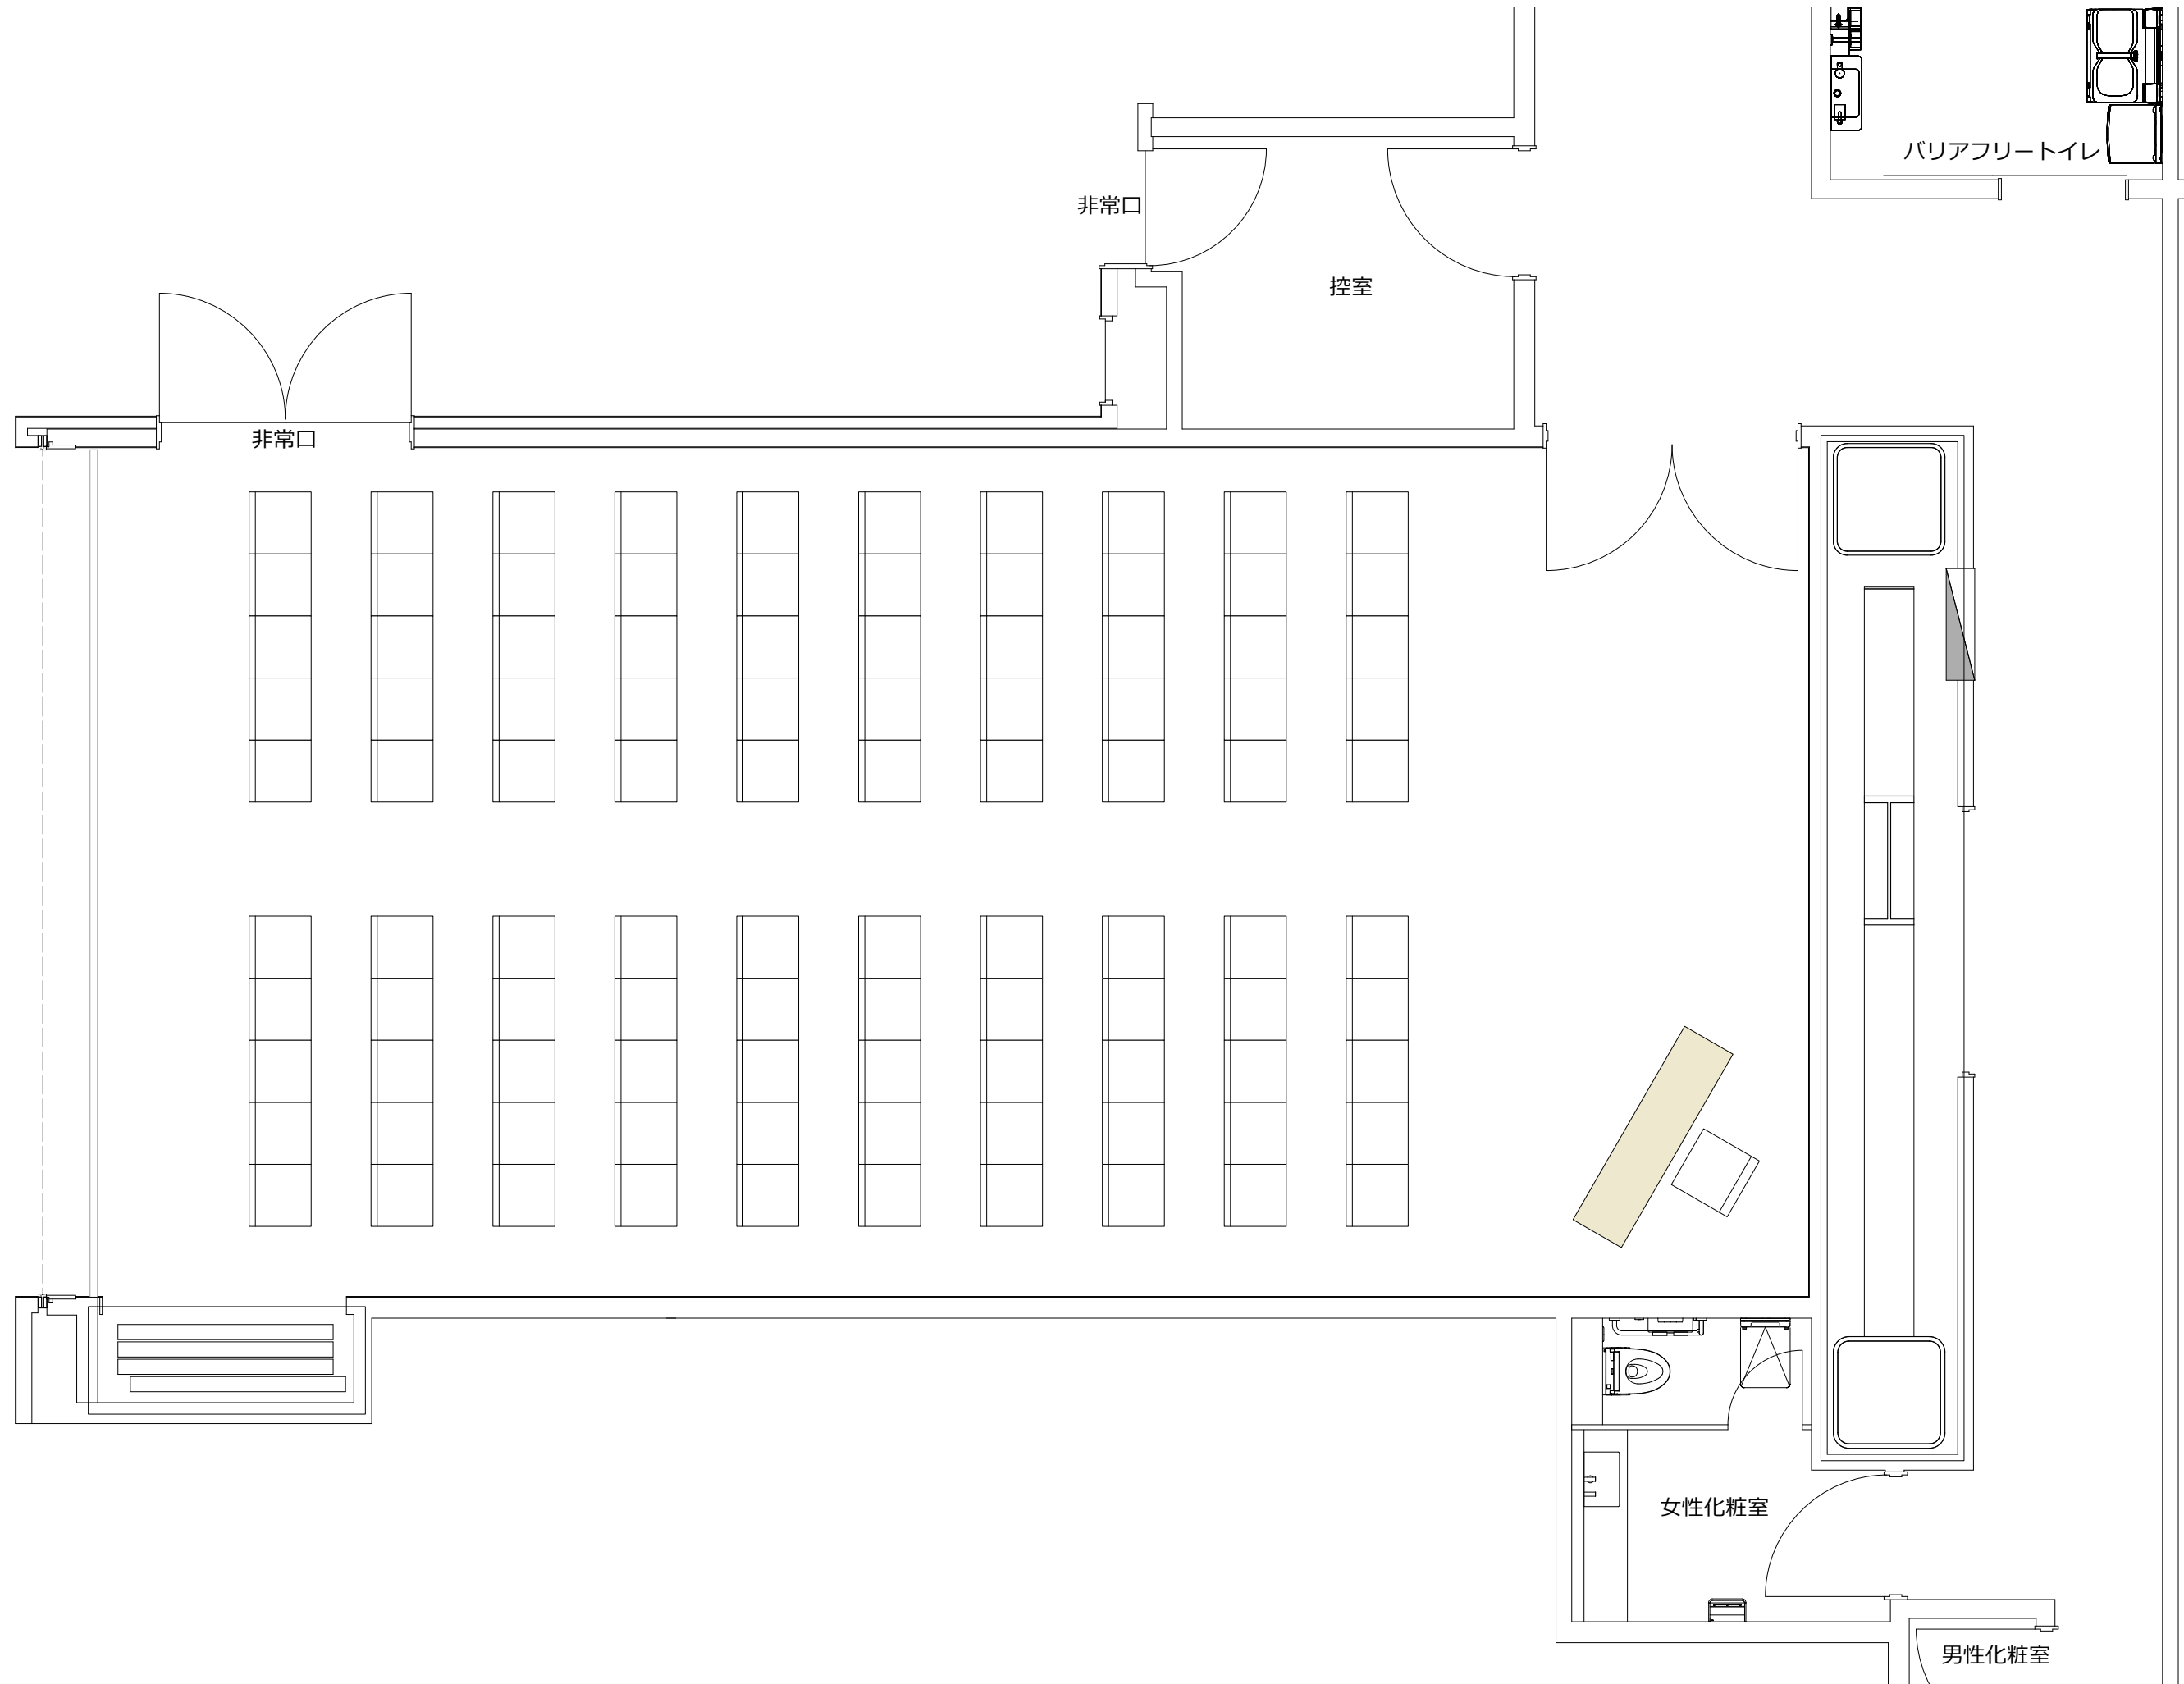 バリアフリートイレ
非常口
控室
非常口
女性化粧室
男性化粧室